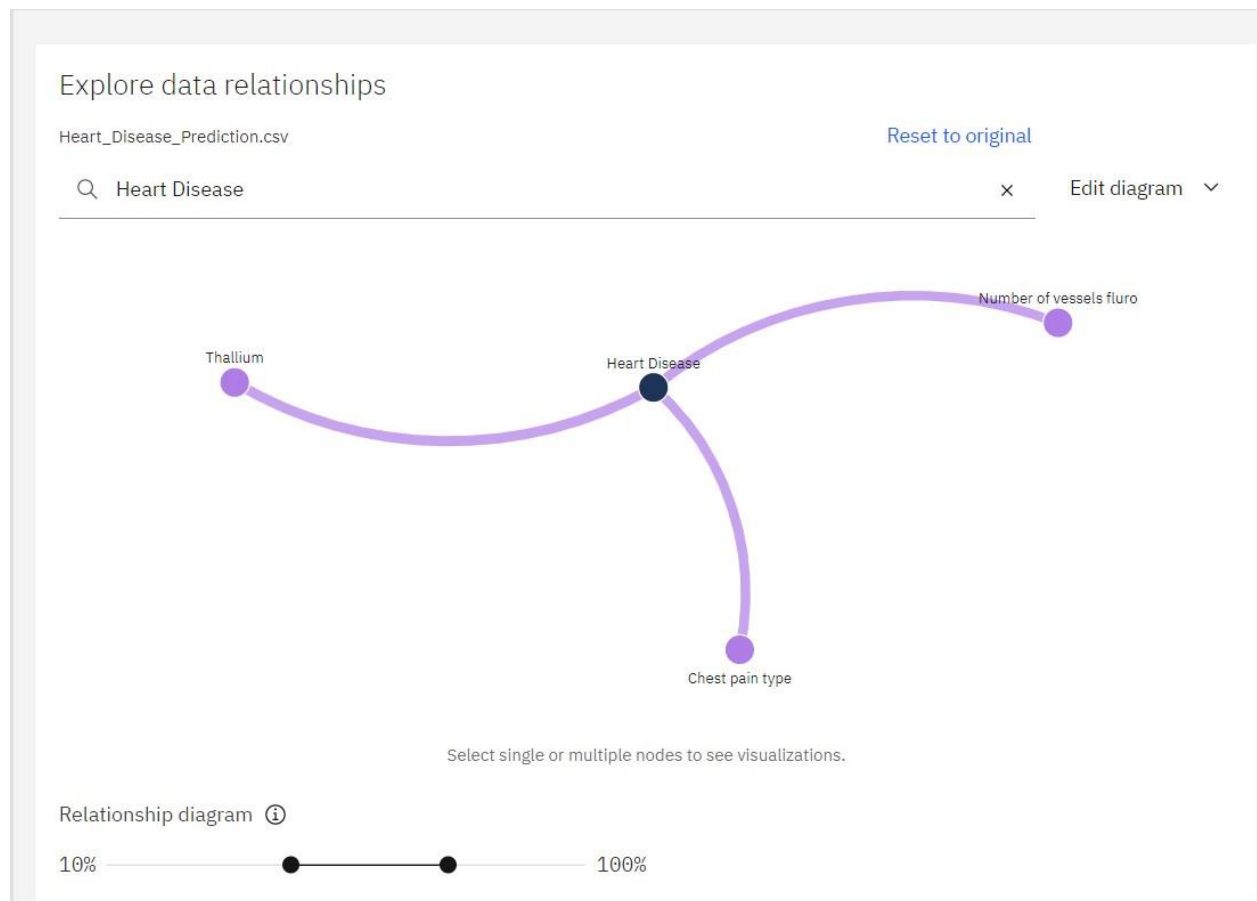 Explore data relationships
Heart_Disease_Prediction.csv
Reset to original
Heart Disease
×
Edit diagram
Number of vessels fluro
Thallium
Heart Disease
Chest pain type
Select single or multiple nodes to see visualizations.
Relationship diagram
10%
100%